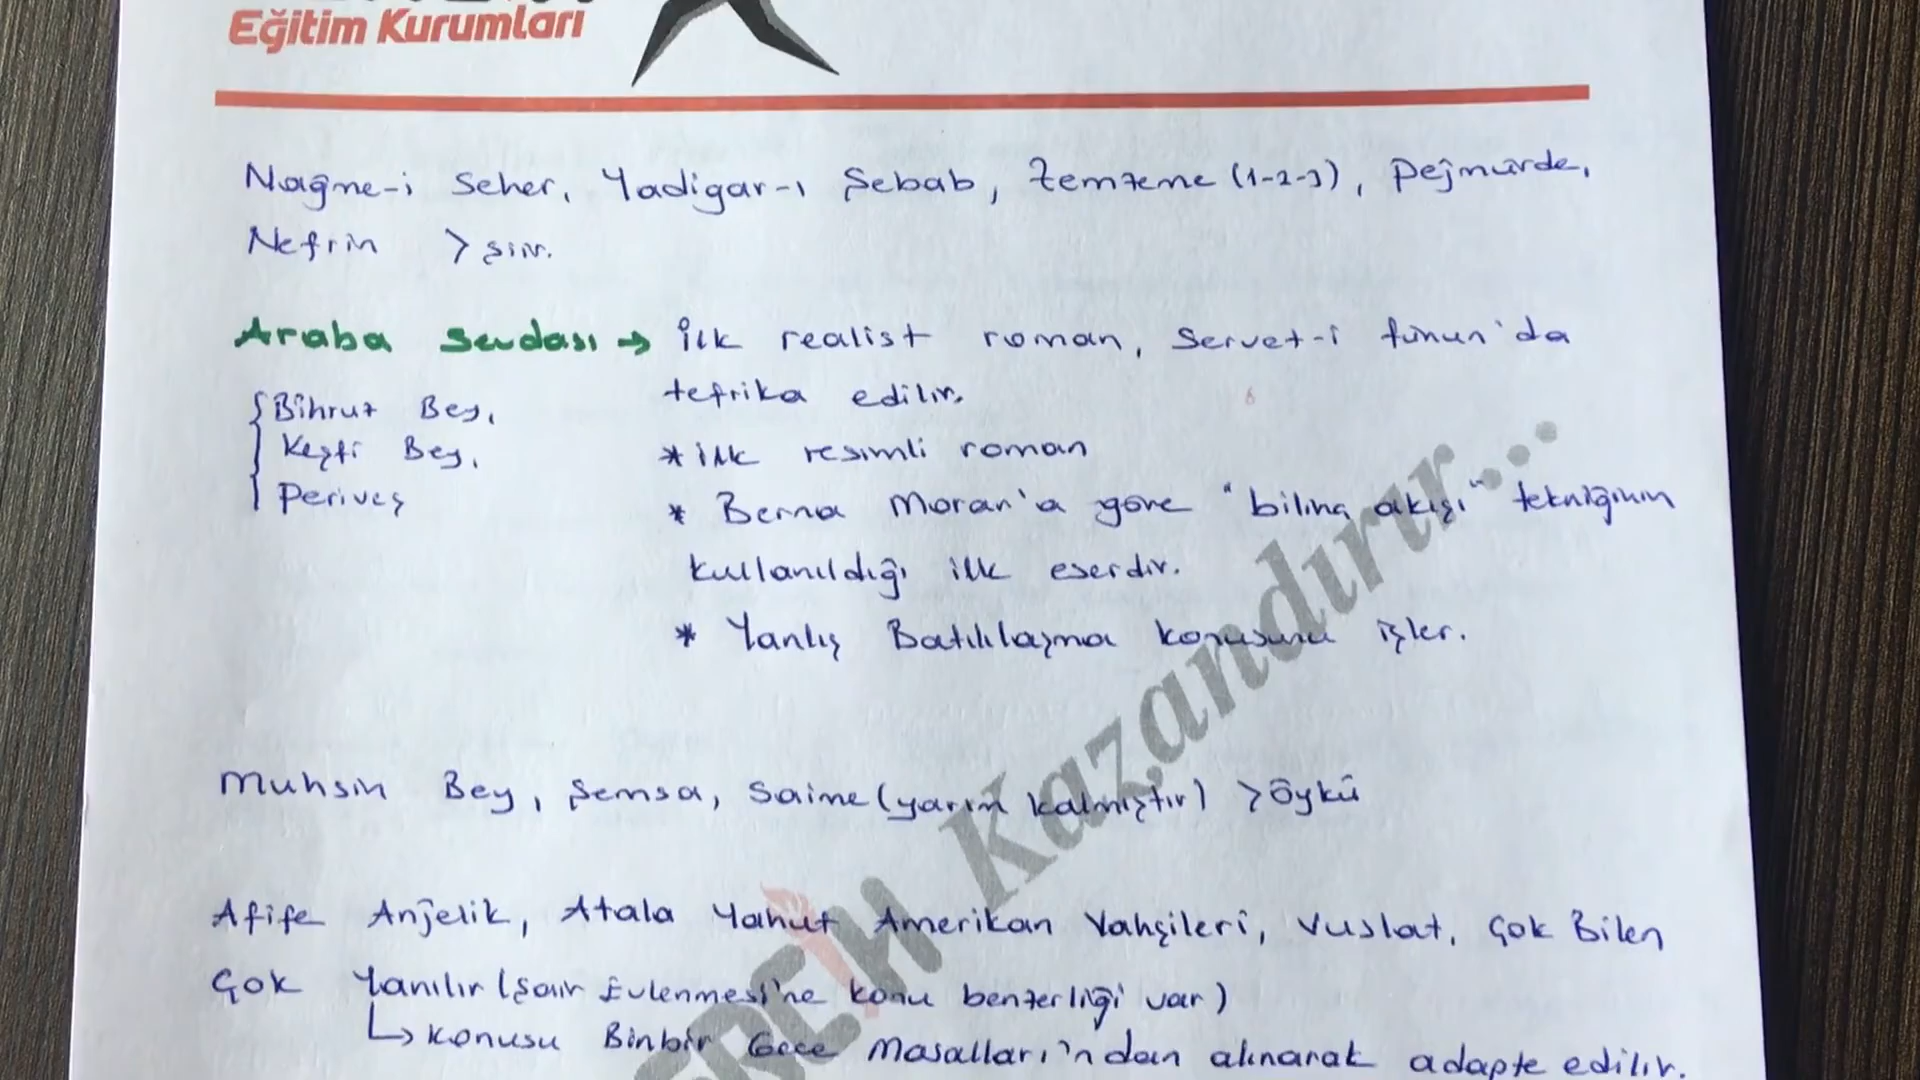 Eğitim Kurumları
Nağme-i Seher, Yadigar-ı Şebab, Zemzeme (1-2-3), Pejmürde,
Nefrin > şiir.
Araba Sevdası → ilk realist roman, Servet-i fünun'da
tefrika edilir.
Bihruz Bey,
Keşfi Bey,
Periveş
* ilk resimli roman
* Berna Moran'a göre "bilinç akışı" tekniğinin
kullanıldığı ilk eserdir.
* Yanlış Batılılaşma konusunu işler.
Muhsin Bey, Şemsa, Saime (yarım kalmıştır) > Öykü
Afife Anjelik, Atala Yahut Amerikan Vahşileri, Vuslat, Çok Bilen
Çok Yanılır (Şair Evlenmesi'ne konu benzerliği var)
↳ konusu Binbir Gece Masalları'ndan alınarak adapte edilir.
Kazandırır...